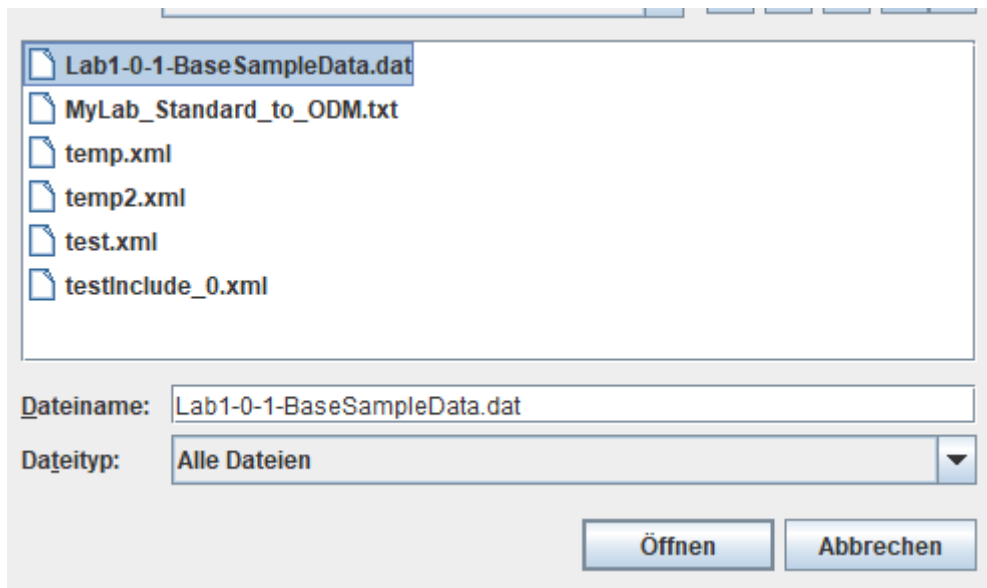 Lab1-0-1-BaseSampleData.dat
MyLab_Standard_to_ODM.txt
temp.xml
temp2.xml
test.xml
testInclude_0.xml
Dateiname: Lab1-0-1-BaseSampleData.dat
Dateityp: Alle Dateien
Öffnen Abbrechen